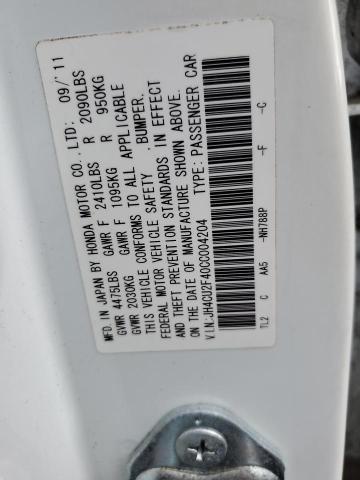 MFD. IN JAPAN BY HONDA MOTOR CO., LTD. 09/'11
GVWR 4475LBS GAWR F 2410LBS R 2090LBS
GVWR 2030KG GAWR F 1095KG R 950KG
THIS VEHICLE CONFORMS TO ALL APPLICABLE
FEDERAL MOTOR VEHICLE SAFETY , BUMPER,
AND THEFT PREVENTION STANDARDS IN EFFECT
ON THE DATE OF MANUFACTURE SHOWN ABOVE.
V.I.N.:JH4CU2F40CC004204 TYPE: PASSENGER CAR
TL2 C AA5 -NH788P -F -C